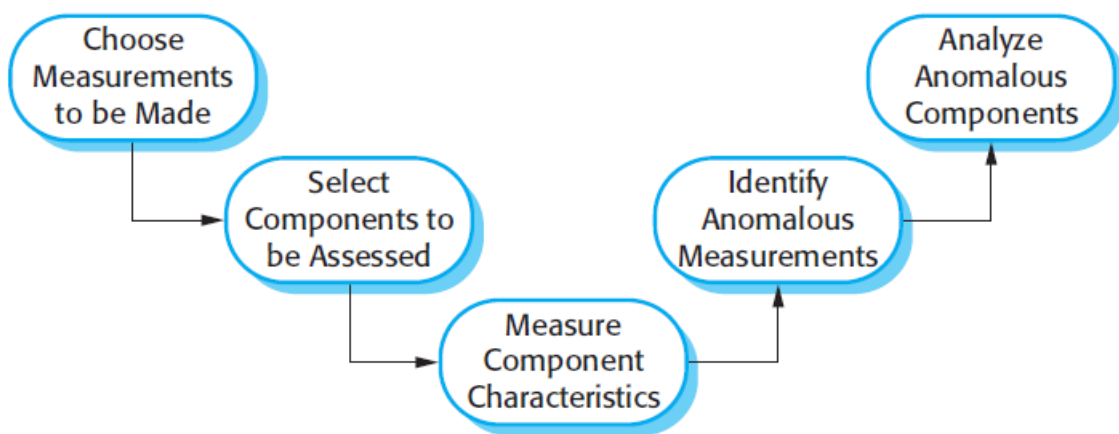 Choose
Measurements
to be Made
Select
Components to
be Assessed
Measure
Component
Characteristics
Identify
Anomalous
Measurements
Analyze
Anomalous
Components